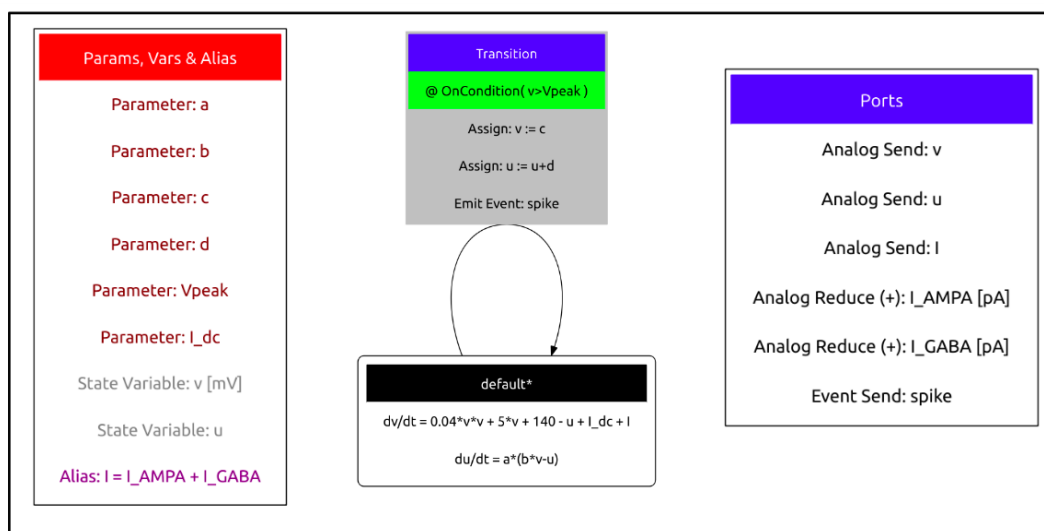 Params, Vars & Alias
Parameter: a
Parameter: b
Parameter: c
Parameter: d
Parameter: Vpeak
Parameter: I_dc
State Variable: v [mV]
State Variable: u
Alias: I = I_AMPA + I_GABA
Transition
@ OnCondition( v>Vpeak )
Assign: v := c
Assign: u := u+d
Emit Event: spike
default*
dv/dt = 0.04*v*v + 5*v + 140 - u + I_dc + I
du/dt = a*(b*v-u)
Ports
Analog Send: v
Analog Send: u
Analog Send: I
Analog Reduce (+): I_AMPA [pA]
Analog Reduce (+): I_GABA [pA]
Event Send: spike